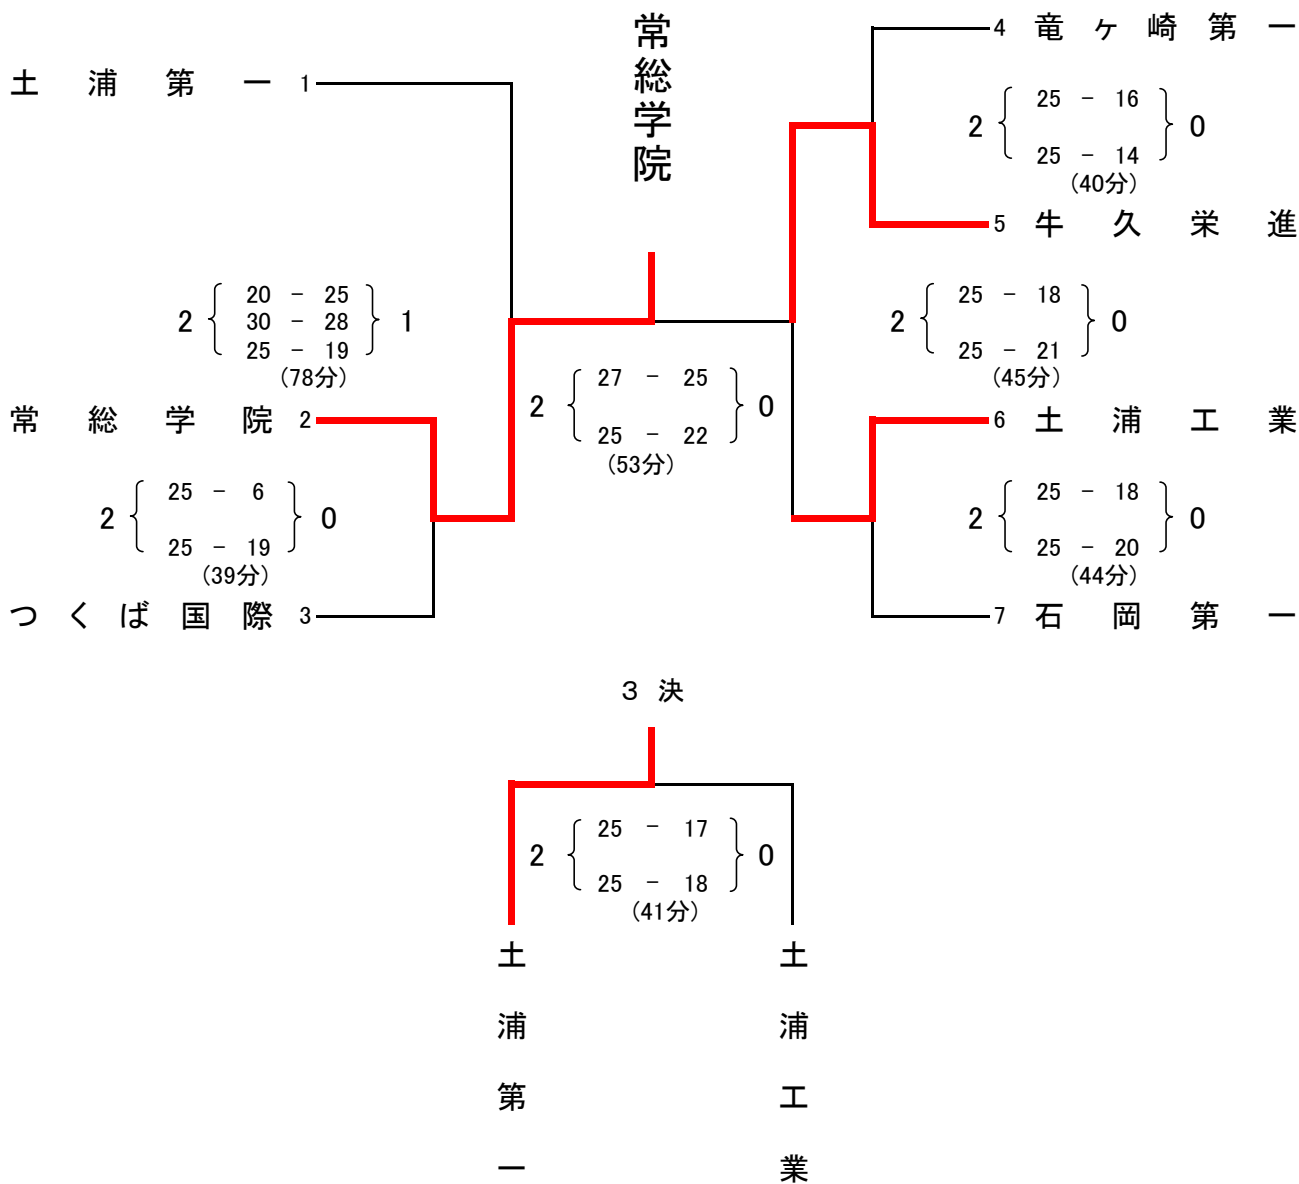 常総学院
土浦第一 1
2 20 − 25 1
30 − 28
25 − 19
(78分)
常総学院 2
2 25 − 6 0
25 − 19
(39分)
つくば国際 3
2 27 − 25 0
25 − 22
(53分)
4 竜ヶ崎第一
2 25 − 16 0
25 − 14
(40分)
5 牛久栄進
2 25 − 18 0
25 − 21
(45分)
6 土浦工業
2 25 − 18 0
25 − 20
(44分)
7 石岡第一
３決
2 25 − 17 0
25 − 18
(41分)
土浦第一
土浦工業